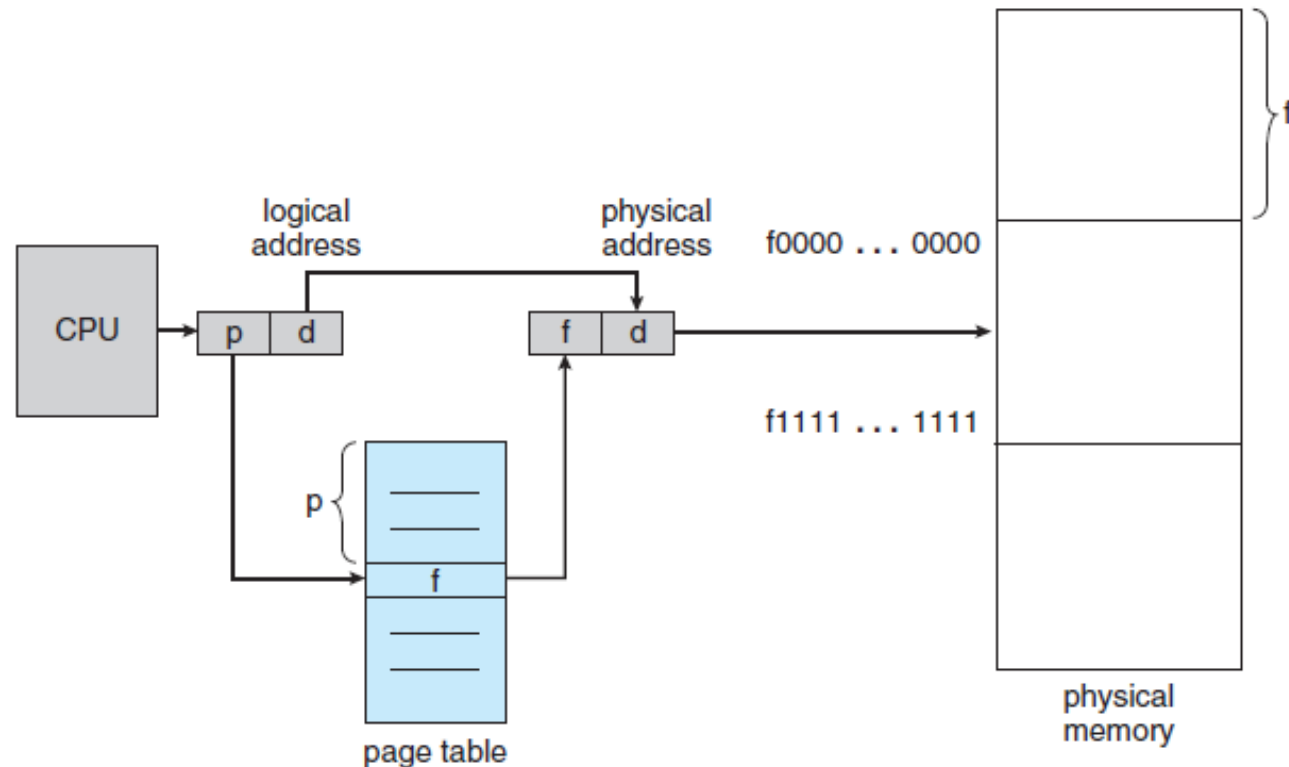 f
logical
address
physical
address
f0000 ... 0000
CPU
p
d
f
d
f1111 ... 1111
p
f
page table
physical
memory